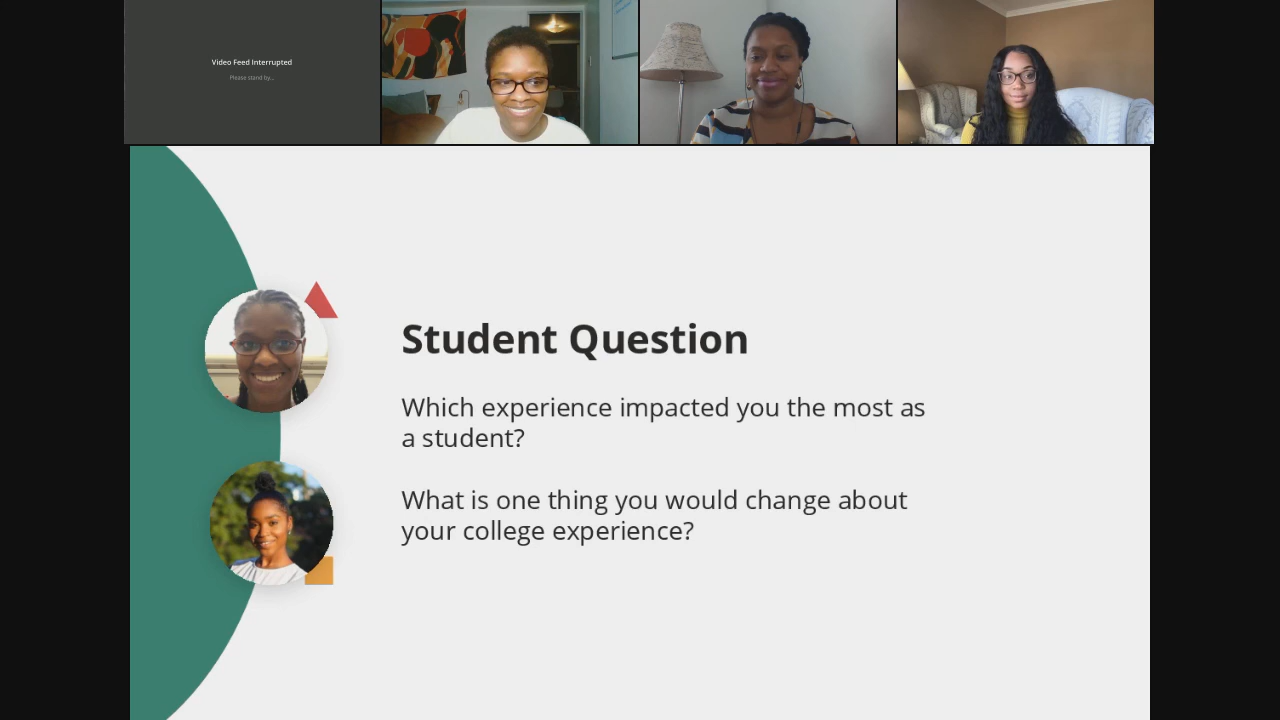 Video Feed Interrupted
Please stand by...
Student Question
Which experience impacted you the most as
a student?
What is one thing you would change about
your college experience?